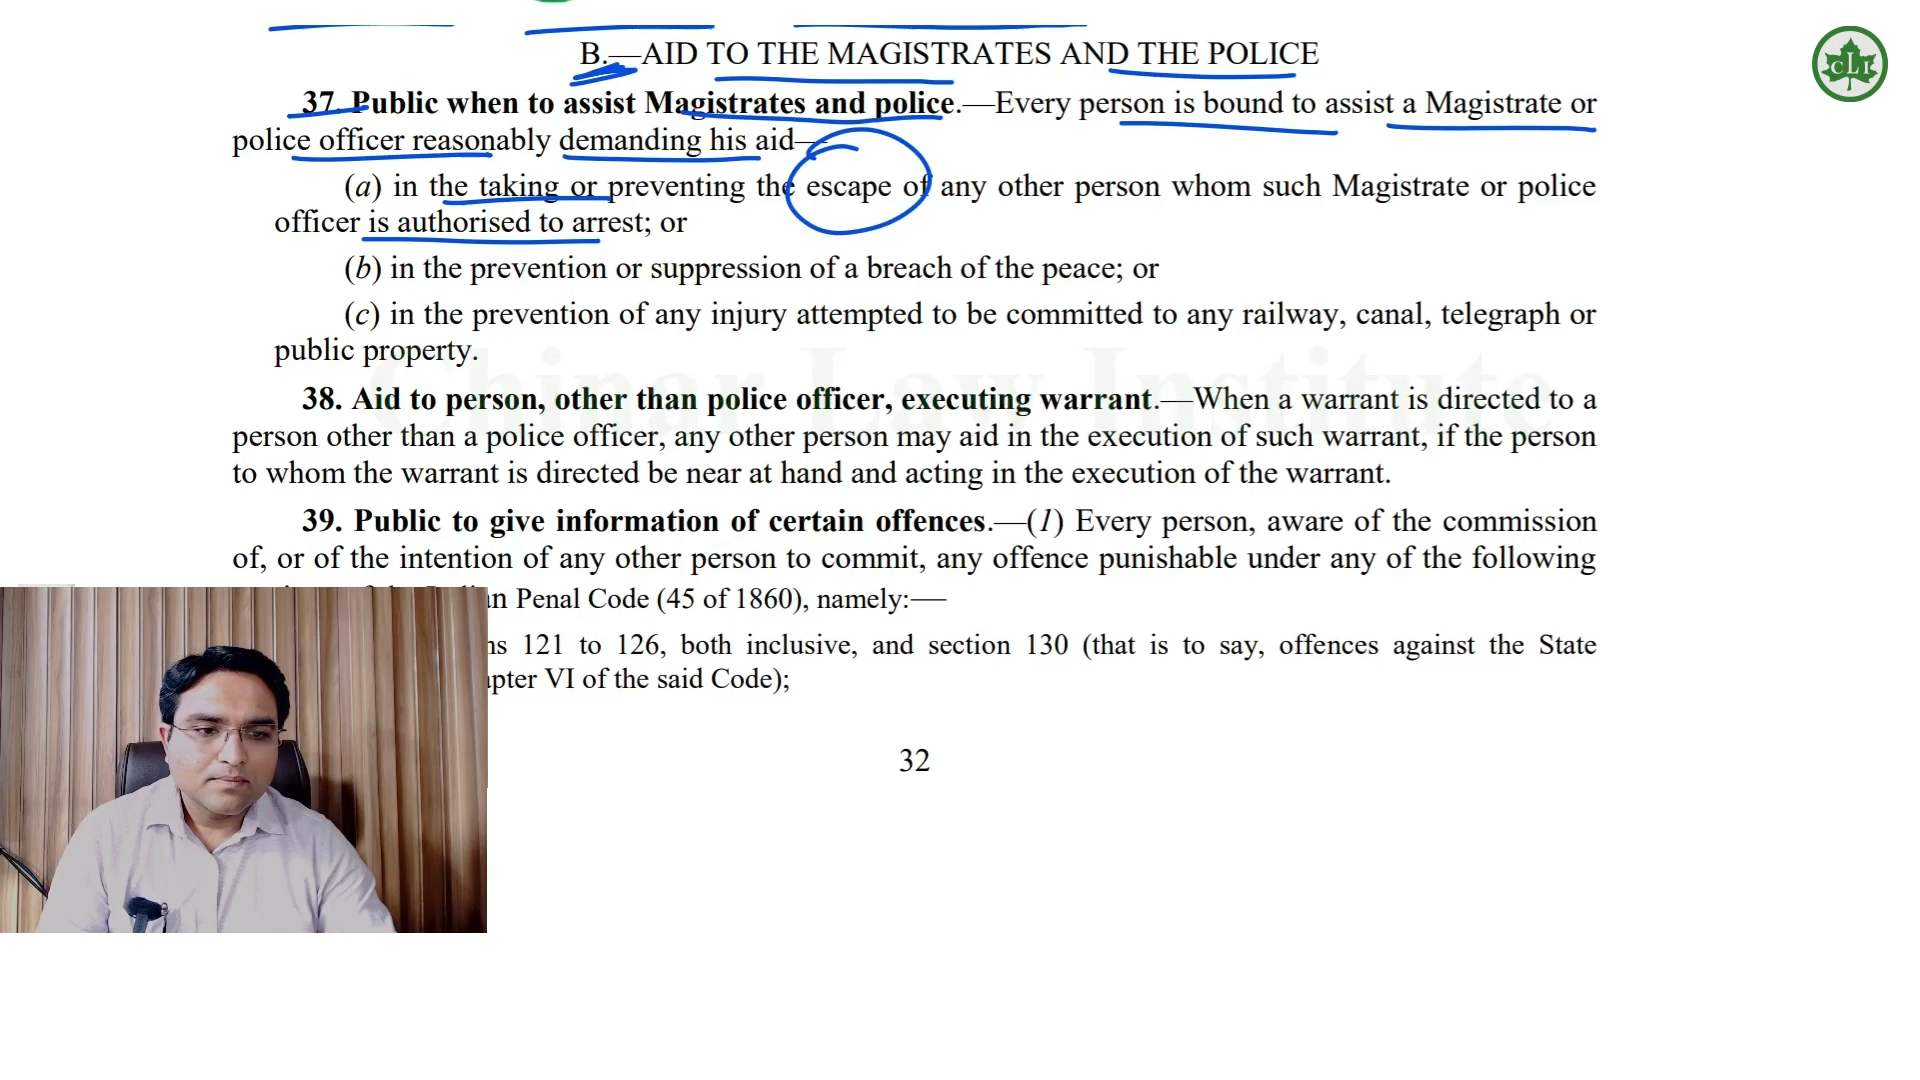 B.—AID TO THE MAGISTRATES AND THE POLICE
37. Public when to assist Magistrates and police.—Every person is bound to assist a Magistrate or
police officer reasonably demanding his aid—
(a) in the taking or preventing the escape of any other person whom such Magistrate or police
officer is authorised to arrest; or
(b) in the prevention or suppression of a breach of the peace; or
(c) in the prevention of any injury attempted to be committed to any railway, canal, telegraph or
public property.
38. Aid to person, other than police officer, executing warrant.—When a warrant is directed to a
person other than a police officer, any other person may aid in the execution of such warrant, if the person
to whom the warrant is directed be near at hand and acting in the execution of the warrant.
39. Public to give information of certain offences.—(1) Every person, aware of the commission
of, or of the intention of any other person to commit, any offence punishable under any of the following
Penal Code (45 of 1860), namely:—
121 to 126, both inclusive, and section 130 (that is to say, offences against the State
VI of the said Code);
32
Chinar Law Institute
CLI